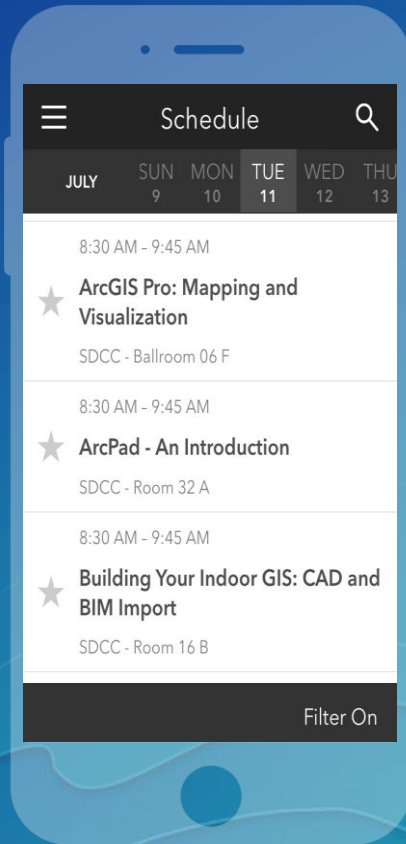 Schedule
JULY
SUN MON TUE WED THU
9 10 11 12 13
8:30 AM – 9:45 AM
ArcGIS Pro: Mapping and
Visualization
SDCC - Ballroom 06 F
8:30 AM – 9:45 AM
ArcPad - An Introduction
SDCC - Room 32 A
8:30 AM – 9:45 AM
Building Your Indoor GIS: CAD and
BIM Import
SDCC - Room 16 B
Filter On